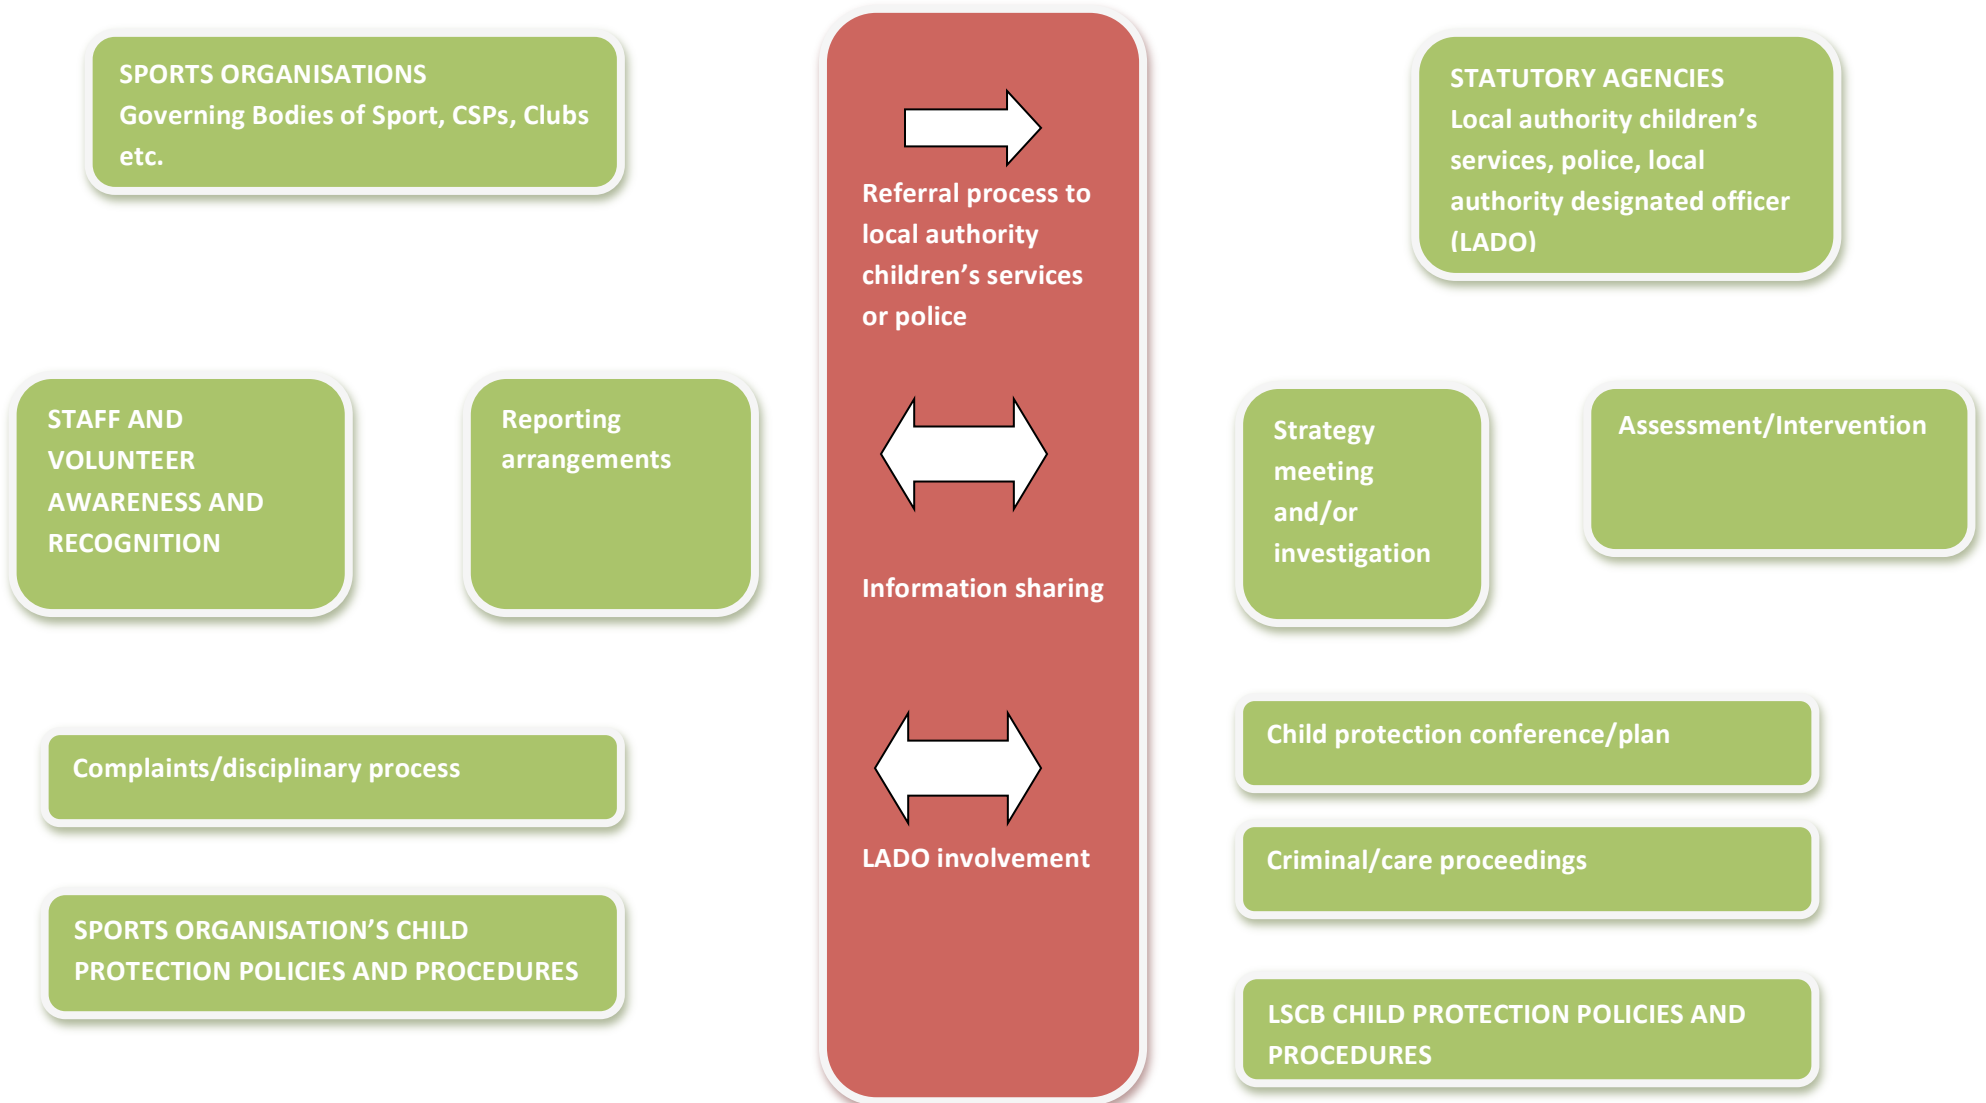 SPORTS ORGANISATIONS
Governing Bodies of Sport, CSPs, Clubs
etc.
STAFF AND
VOLUNTEER
AWARENESS AND
RECOGNITION
Reporting
arrangements
Complaints/disciplinary process
SPORTS ORGANISATION’S CHILD
PROTECTION POLICIES AND PROCEDURES
Referral process to
local authority
children’s services
or police
Information sharing
LADO involvement
STATUTORY AGENCIES
Local authority children’s
services, police, local
authority designated officer
(LADO)
Strategy
meeting
and/or
investigation
Assessment/Intervention
Child protection conference/plan
Criminal/care proceedings
LSCB CHILD PROTECTION POLICIES AND
PROCEDURES